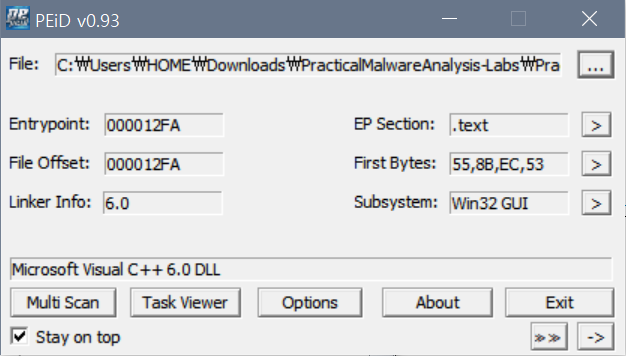 PEiD v0.93
File: C:₩Users₩HOME₩Downloads₩PracticalMalwareAnalysis-Labs₩Pra ...
Entrypoint: 000012FA EP Section: .text >
File Offset: 000012FA First Bytes: 55,8B,EC,53 >
Linker Info: 6.0 Subsystem: Win32 GUI >
Microsoft Visual C++ 6.0 DLL
Multi Scan Task Viewer Options About Exit
Stay on top >> ->